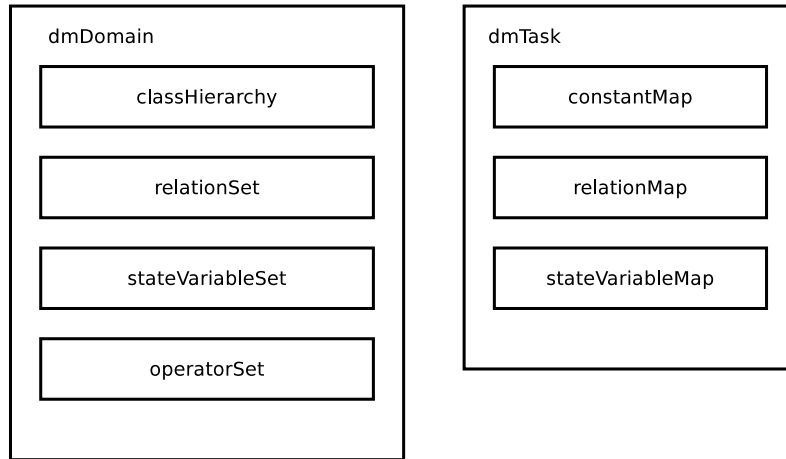 dmDomain
classHierarchy
relationSet
stateVariableSet
operatorSet
dmTask
constantMap
relationMap
stateVariableMap